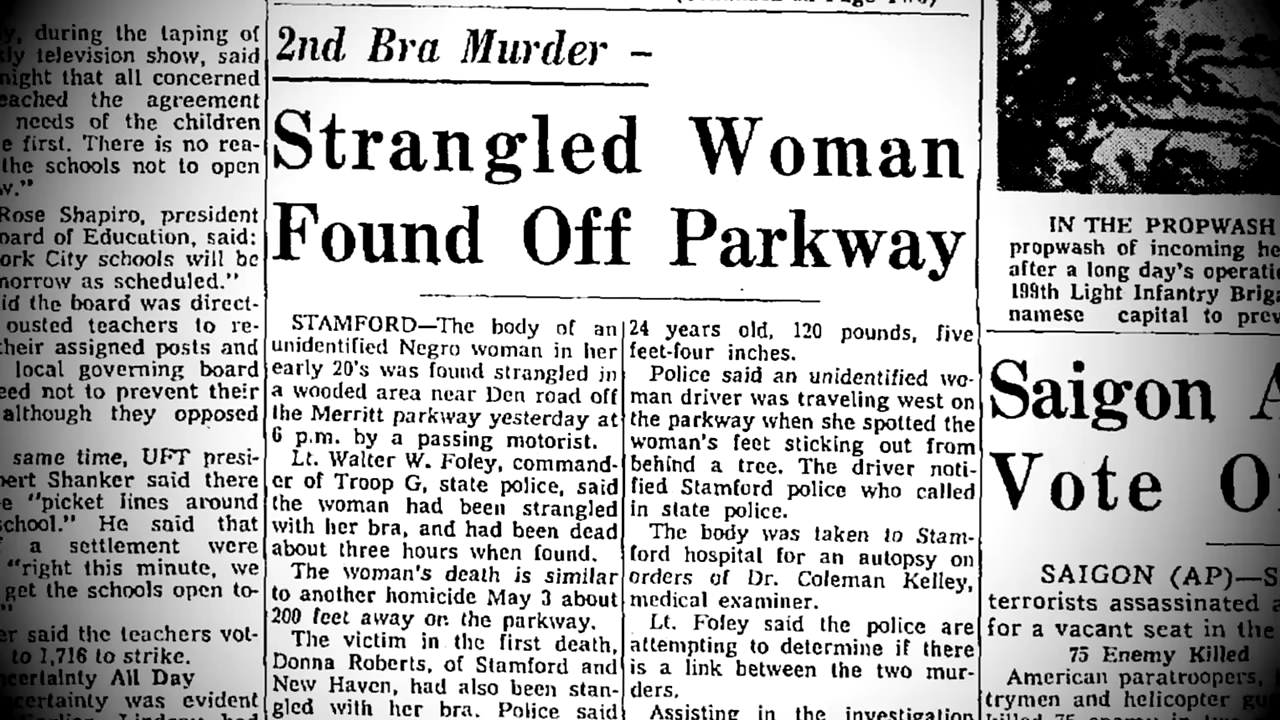 y, during the taping of
ly television show, said
night that all concerned
eached the agreement
needs of the children
e first. There is no rea-
the schools not to open
w."
Rose Shapiro, president
oard of Education, said:
ork City schools will be
morrow as scheduled."
id the board was direct-
ousted teachers to re-
their assigned posts and
local governing board
eed not to prevent their
although they opposed
same time, UFT presi-
bert Shanker said there
e "picket lines around
school." He said that
a settlement were
"right this minute, we
get the schools open to-
"
er said the teachers vol-
to 1,716 to strike.
certainty All Day
certainty was evident
2nd Bra Murder –
Strangled Woman
Found Off Parkway
STAMFORD—The body of an
unidentified Negro woman in her
early 20's was found strangled in
a wooded area near Den road off
the Merritt parkway yesterday at
6 p.m. by a passing motorist.
Lt. Walter W. Foley, command-
er of Troop G, state police, said
the woman had been strangled
with her bra, and had been dead
about three hours when found.
The woman's death is similar
to another homicide May 3 about
200 feet away on the parkway.
The victim in the first death,
Donna Roberts, of Stamford and
New Haven, had also been stan-
gled with her bra. Police said
24 years old, 120 pounds, five
feet-four inches.
Police said an unidentified wo-
man driver was traveling west on
the parkway when she spotted the
woman's feet sticking out from
behind a tree. The driver noti-
fied Stamford police who called
in state police.
The body was taken to Stam-
ford hospital for an autopsy on
orders of Dr. Coleman Kelley,
medical examiner.
Lt. Foley said the police are
attempting to determine if there
is a link between the two mur-
ders.
Assisting in the investigation
IN THE PROPWASH
propwash of incoming he
after a long day's operati
199th Light Infantry Briga
namese capital to prev
Saigon A
Vote O
SAIGON (AP)—S
terrorists assassinated a
for a vacant seat in the
75 Enemy Killed
American paratroopers,
trymen and helicopter gu